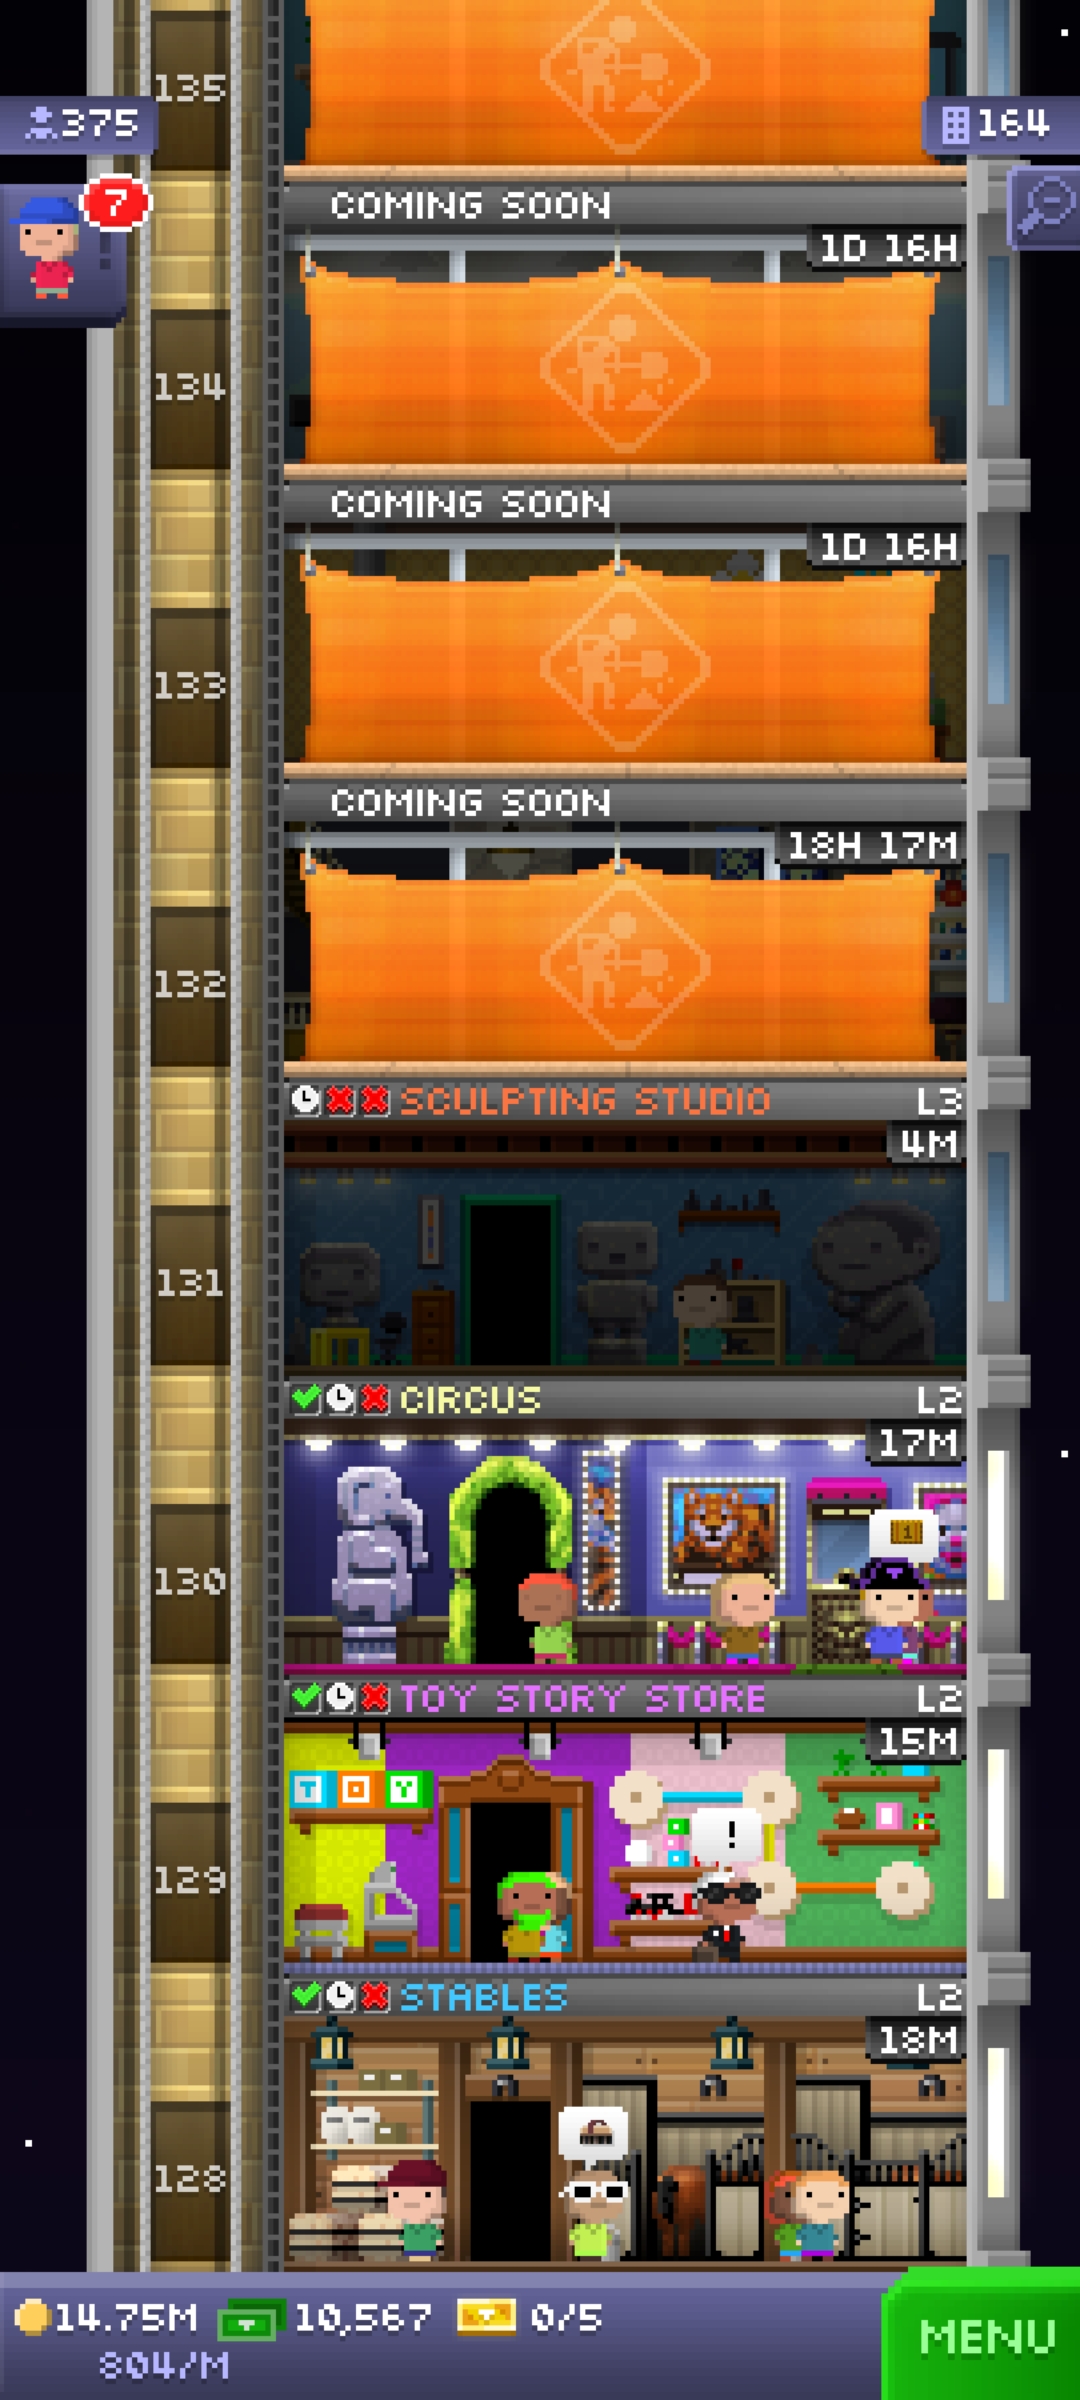 135
375
164
7
COMING SOON
1D 16H
134
COMING SOON
1D 16H
133
COMING SOON
18H 17M
132
SCULPTING STUDIO L3
4M
131
CIRCUS L2
17M
1
130
TOY STORY STORE L2
15M
TOY
!
129
STABLES L2
18M
128
14.75M 10,567 0/5
804/M
MENU